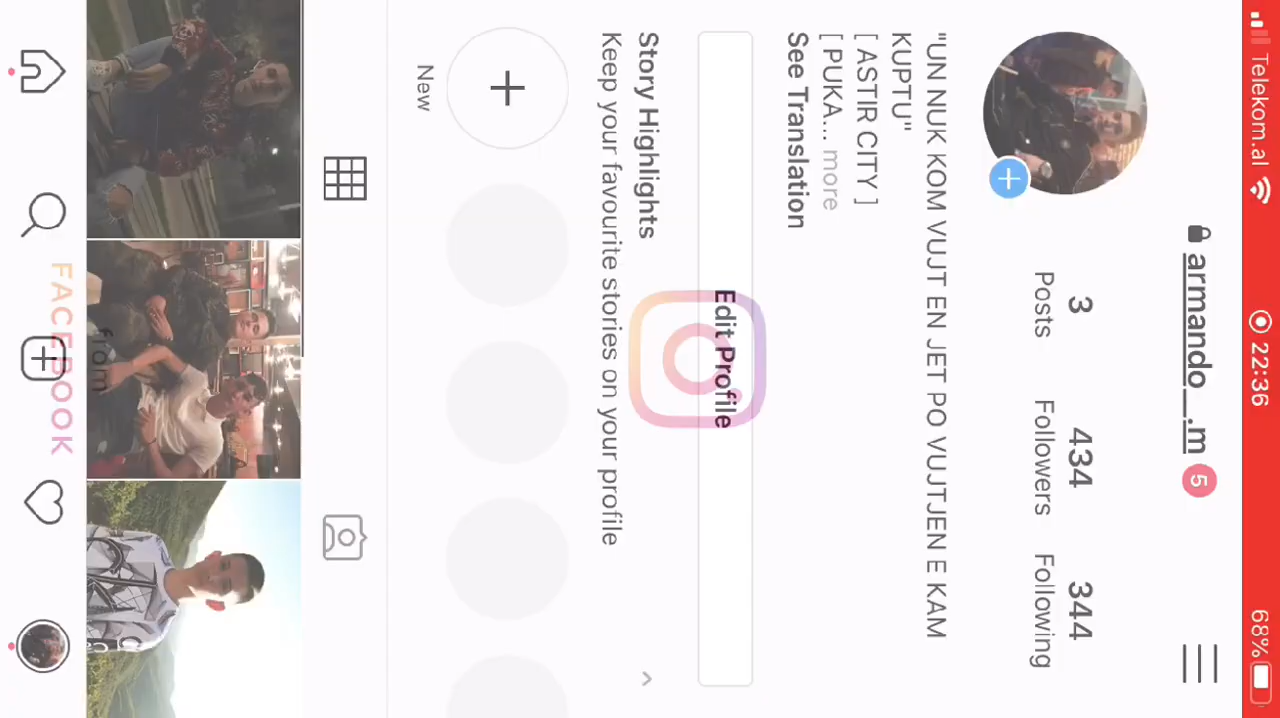 Telekom.al 22:36 68%
armando__.m 5
3 434 344
Posts Followers Following
"UN NUK KOM VUJT EN JET PO VUJTJEN E KAM
KUPTU"
[ ASTIR CITY ]
[ PUKA... more
See Translation
Edit Profile
Story Highlights
Keep your favourite stories on your profile
New
from
FACEBOOK